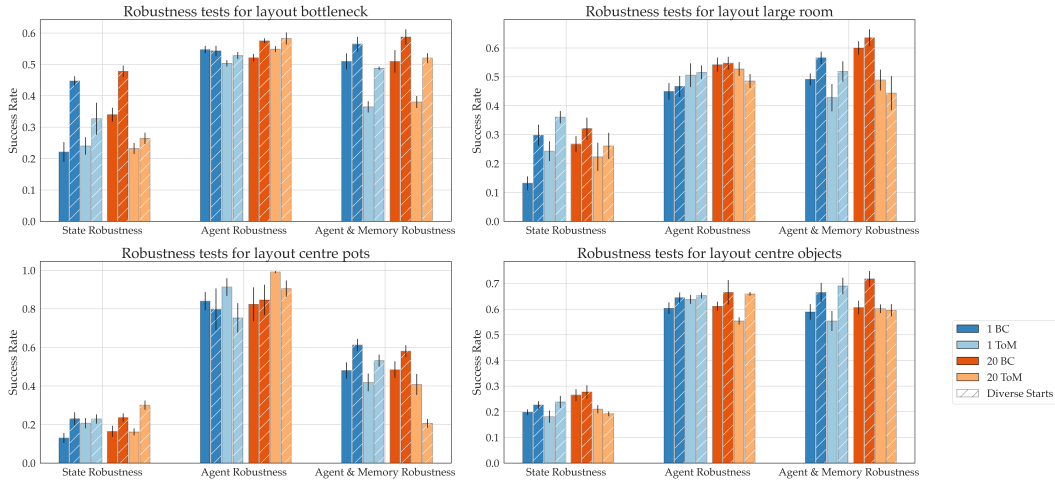 Robustness tests for layout bottleneck
Success Rate
0.6
0.5
0.4
0.3
0.2
0.1
0.0
State Robustness
Agent Robustness
Agent & Memory Robustness
Robustness tests for layout large room
Success Rate
0.6
0.5
0.4
0.3
0.2
0.1
0.0
State Robustness
Agent Robustness
Agent & Memory Robustness
Robustness tests for layout centre pots
Success Rate
1.0
0.8
0.6
0.4
0.2
0.0
State Robustness
Agent Robustness
Agent & Memory Robustness
Robustness tests for layout centre objects
Success Rate
0.7
0.6
0.5
0.4
0.3
0.2
0.1
0.0
State Robustness
Agent Robustness
Agent & Memory Robustness
1 BC
1 ToM
20 BC
20 ToM
Diverse Starts